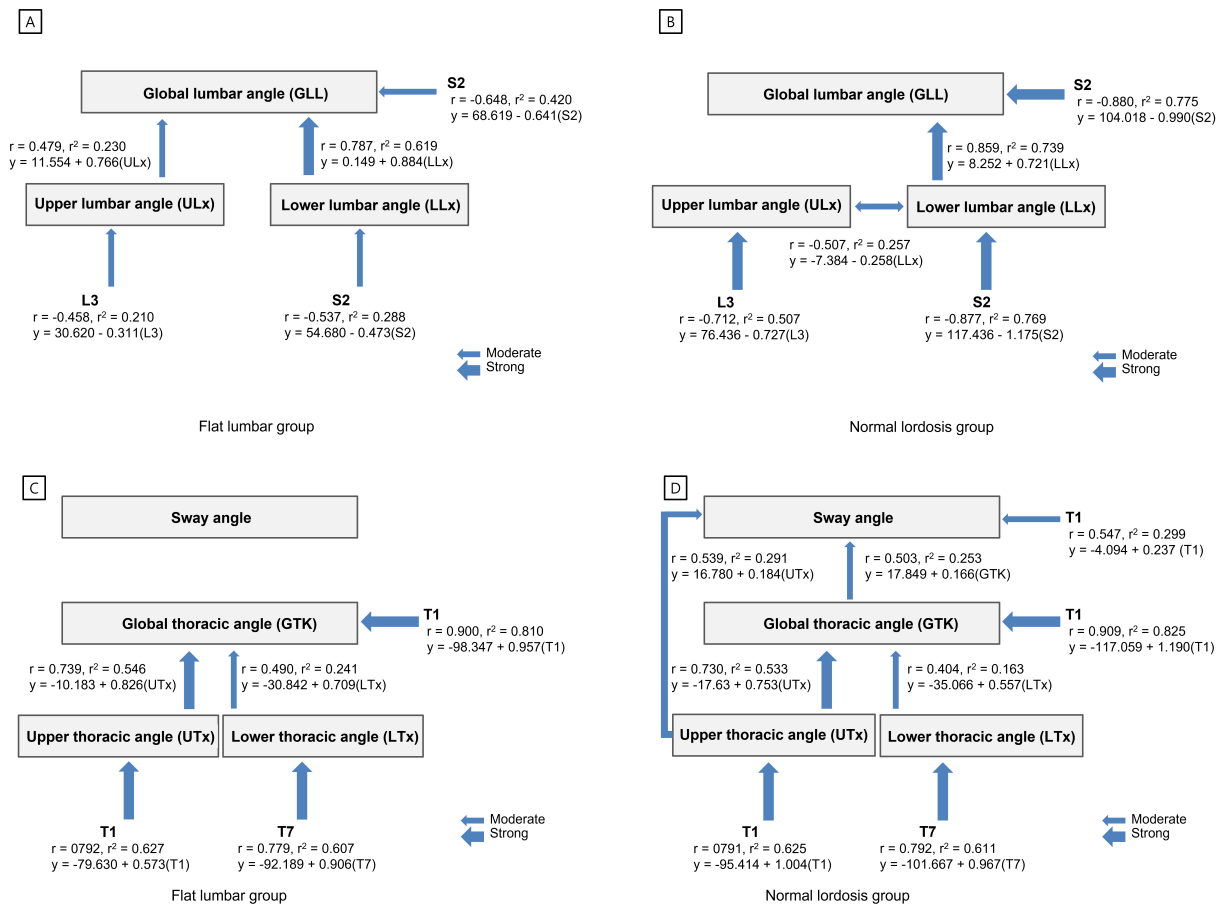 A
Global lumbar angle (GLL)
S2
r = -0.648, r² = 0.420
y = 68.619 - 0.641(S2)
r = 0.479, r² = 0.230
y = 11.554 + 0.766(ULx)
r = 0.787, r² = 0.619
y = 0.149 + 0.884(LLx)
Upper lumbar angle (ULx)
Lower lumbar angle (LLx)
L3
r = -0.458, r² = 0.210
y = 30.620 - 0.311(L3)
S2
r = -0.537, r² = 0.288
y = 54.680 - 0.473(S2)
Moderate
Strong
Flat lumbar group
B
Global lumbar angle (GLL)
S2
r = -0.880, r² = 0.775
y = 104.018 - 0.990(S2)
r = 0.859, r² = 0.739
y = 8.252 + 0.721(LLx)
Upper lumbar angle (ULx)
Lower lumbar angle (LLx)
r = -0.507, r² = 0.257
y = -7.384 - 0.258(LLx)
L3
r = -0.712, r² = 0.507
y = 76.436 - 0.727(L3)
S2
r = -0.877, r² = 0.769
y = 117.436 - 1.175(S2)
Moderate
Strong
Normal lordosis group
C
Sway angle
Global thoracic angle (GTK)
T1
r = 0.900, r² = 0.810
y = -98.347 + 0.957(T1)
r = 0.739, r² = 0.546
y = -10.183 + 0.826(UTx)
r = 0.490, r² = 0.241
y = -30.842 + 0.709(LTx)
Upper thoracic angle (UTx)
Lower thoracic angle (LTx)
T1
r = 0792, r² = 0.627
y = -79.630 + 0.573(T1)
T7
r = 0.779, r² = 0.607
y = -92.189 + 0.906(T7)
Moderate
Strong
Flat lumbar group
D
Sway angle
T1
r = 0.547, r² = 0.299
y = -4.094 + 0.237 (T1)
r = 0.539, r² = 0.291
y = 16.780 + 0.184(UTx)
r = 0.503, r² = 0.253
y = 17.849 + 0.166(GTK)
Global thoracic angle (GTK)
T1
r = 0.909, r² = 0.825
y = -117.059 + 1.190(T1)
r = 0.730, r² = 0.533
y = -17.63 + 0.753(UTx)
r = 0.404, r² = 0.163
y = -35.066 + 0.557(LTx)
Upper thoracic angle (UTx)
Lower thoracic angle (LTx)
T1
r = 0791, r² = 0.625
y = -95.414 + 1.004(T1)
T7
r = 0.792, r² = 0.611
y = -101.667 + 0.967(T7)
Moderate
Strong
Normal lordosis group